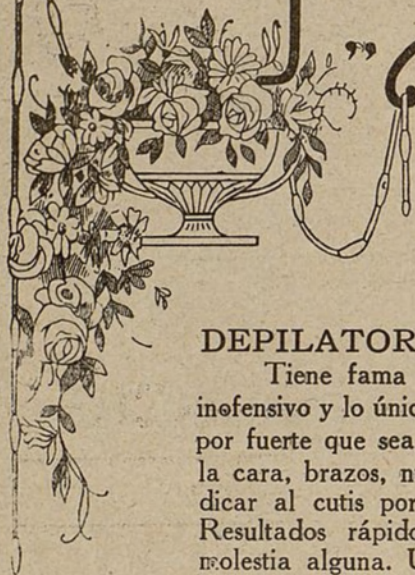 ”
DEPILATOR
Tiene fama
inofensivo y lo únic
por fuerte que sea
la cara, brazos, n
dicar al cutis por
Resultados rápido
molestia alguna. U